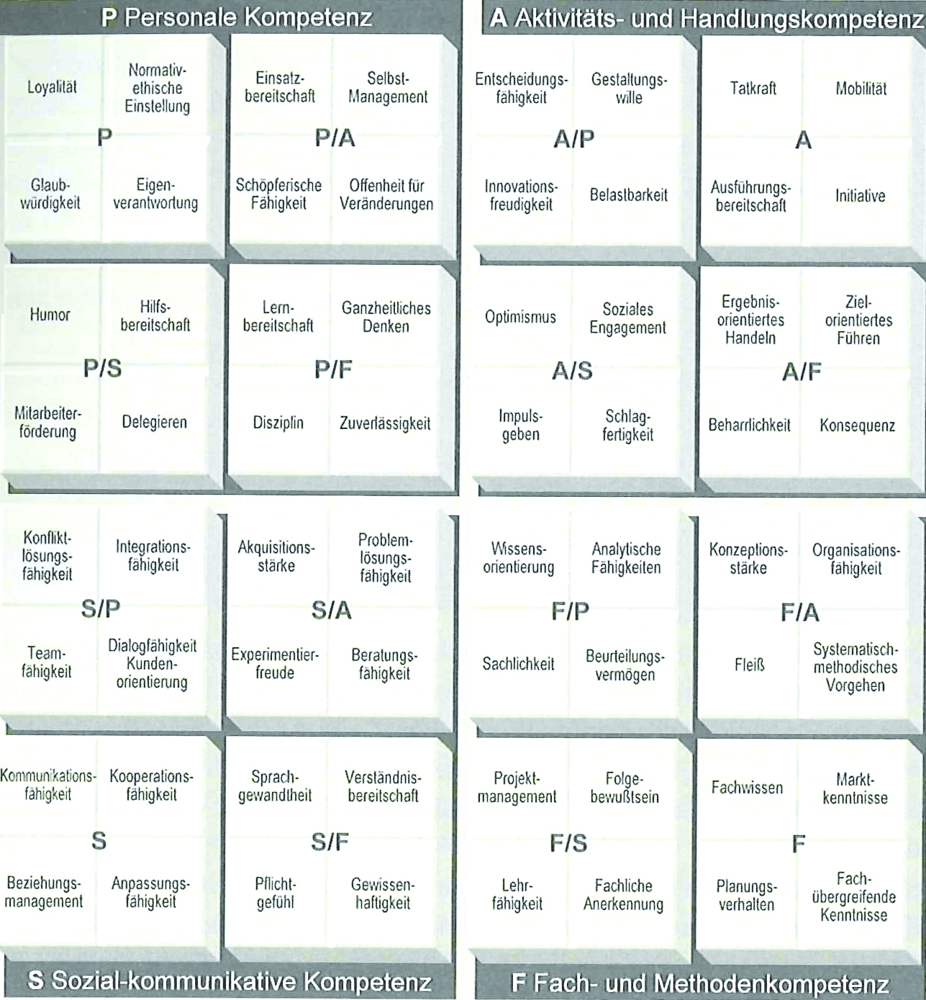 P Personale Kompetenz
Loyalität
Normativ-
ethische
Einstellung
P
Glaub-
würdigkeit
Eigen-
verantwortung
Einsatz-
bereitschaft
Selbst-
Management
P/A
Schöpferische
Fähigkeit
Offenheit für
Veränderungen
Humor
Hilfs-
bereitschaft
P/S
Mitarbeiter-
förderung
Delegieren
Lern-
bereitschaft
Ganzheitliches
Denken
P/F
Disziplin
Zuverlässigkeit
A Aktivitäts- und Handlungskompetenz
Entscheidungs-
fähigkeit
Gestaltungs-
wille
A/P
Innovations-
freudigkeit
Belastbarkeit
Tatkraft
Mobilität
A
Ausführungs-
bereitschaft
Initiative
Optimismus
Soziales
Engagement
A/S
Impuls-
geben
Schlag-
fertigkeit
Ergebnis-
orientiertes
Handeln
Ziel-
orientiertes
Führen
A/F
Beharrlichkeit
Konsequenz
Konflikt-
lösungs-
fähigkeit
Integrations-
fähigkeit
S/P
Team-
fähigkeit
Dialogfähigkeit
Kunden-
orientierung
Akquisitions-
stärke
Problem-
lösungs-
fähigkeit
S/A
Experimentier-
freude
Beratungs-
fähigkeit
Kommunikations-
fähigkeit
Kooperations-
fähigkeit
S
Beziehungs-
management
Anpassungs-
fähigkeit
Sprach-
gewandtheit
Verständnis-
bereitschaft
S/F
Pflicht-
gefühl
Gewissen-
haftigkeit
S Sozial-kommunikative Kompetenz
Wissens-
orientierung
Analytische
Fähigkeiten
F/P
Sachlichkeit
Beurteilungs-
vermögen
Konzeptions-
stärke
Organisations-
fähigkeit
F/A
Fleiß
Systematisch-
methodisches
Vorgehen
Projekt-
management
Folge-
bewußtsein
F/S
Lehr-
fähigkeit
Fachliche
Anerkennung
Fachwissen
Markt-
kenntnisse
F
Planungs-
verhalten
Fach-
übergreifende
Kenntnisse
F Fach- und Methodenkompetenz